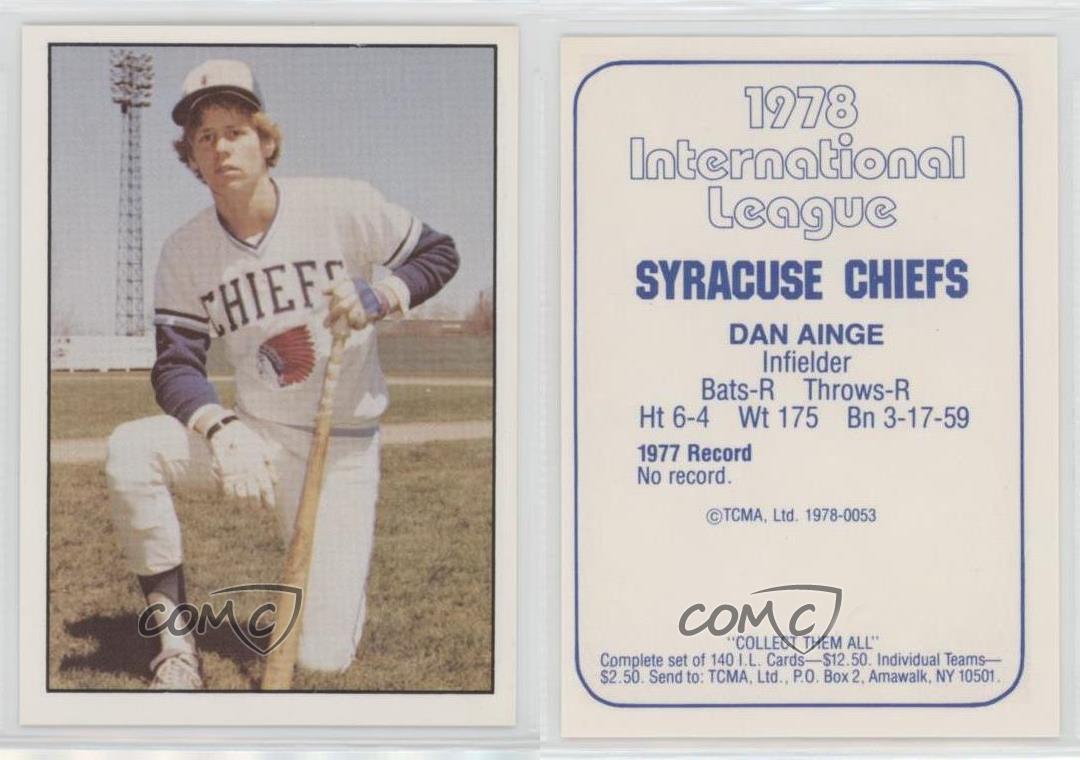 CHIEFS
COMC
1978
International
League
SYRACUSE CHIEFS
DAN AINGE
Infielder
Bats-R Throws-R
Ht 6-4 Wt 175 Bn 3-17-59
1977 Record
No record.
©TCMA, Ltd. 1978-0053
COMC
"COLLECT THEM ALL"
Complete set of 140 I.L. Cards—$12.50. Individual Teams—
$2.50. Send to: TCMA, Ltd., P.O. Box 2, Amawalk, NY 10501.